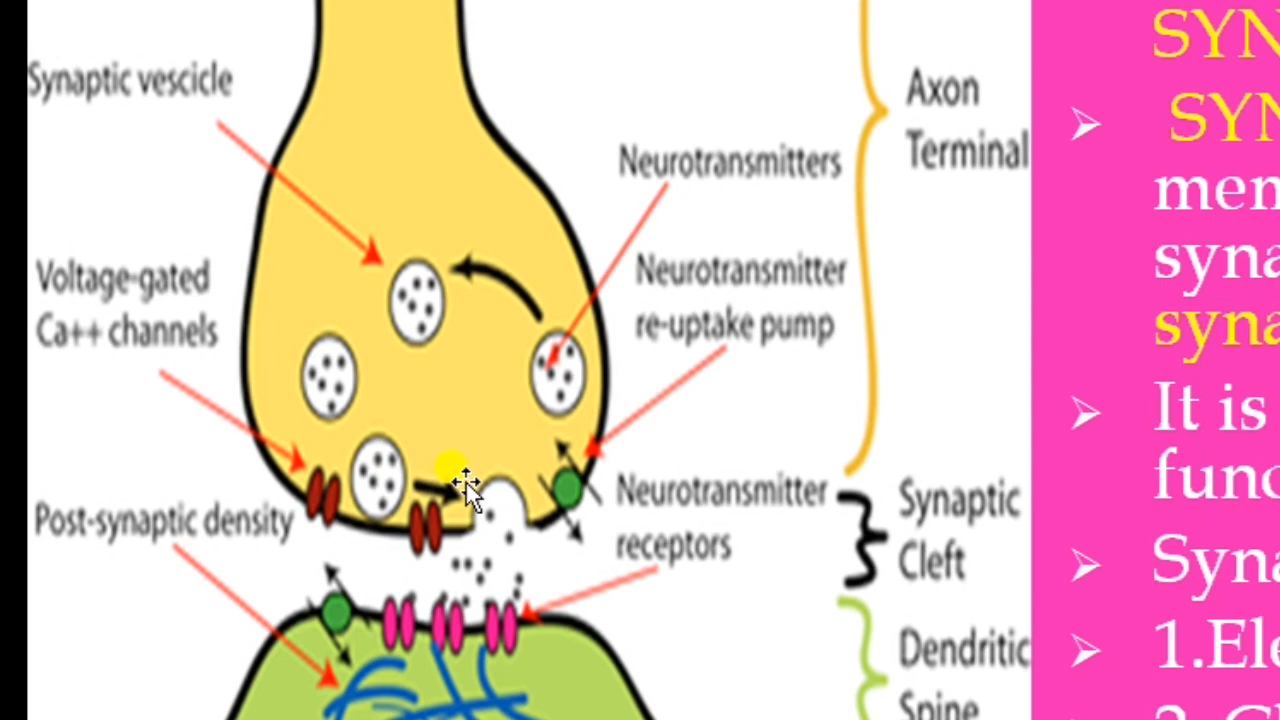 Synaptic vescicle
Voltage-gated
Ca++ channels
Post-synaptic density
Neurotransmitters
Neurotransmitter
re-uptake pump
Neurotransmitter
receptors
Axon
Terminal
Synaptic
Cleft
Dendritic
Spine
SYN
SYN
men
syna
syna
It is
func
Syna
1.Ele